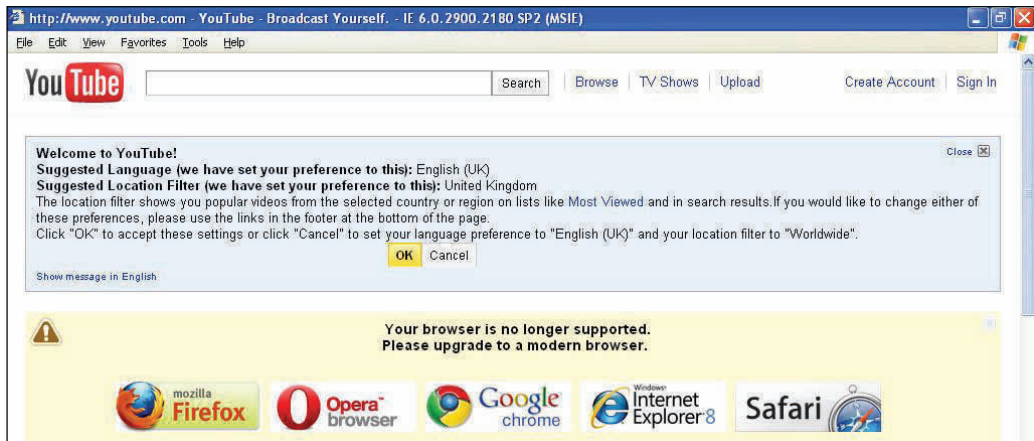 http://www.youtube.com - YouTube - Broadcast Yourself. - IE 6.0.2900.2180 SP2 (MSIE)
File Edit View Favorites Tools Help
You Tube Search Browse TV Shows Upload Create Account Sign In
Welcome to YouTube! Close
Suggested Language (we have set your preference to this): English (UK)
Suggested Location Filter (we have set your preference to this): United Kingdom
The location filter shows you popular videos from the selected country or region on lists like Most Viewed and in search results.If you would like to change either of
these preferences, please use the links in the footer at the bottom of the page.
Click "OK" to accept these settings or click "Cancel" to set your language preference to "English (UK)" and your location filter to "Worldwide".
OK Cancel
Show message in English
Your browser is no longer supported.
Please upgrade to a modern browser.
mozilla Firefox Opera browser Google chrome Windows Internet Explorer 8 Safari